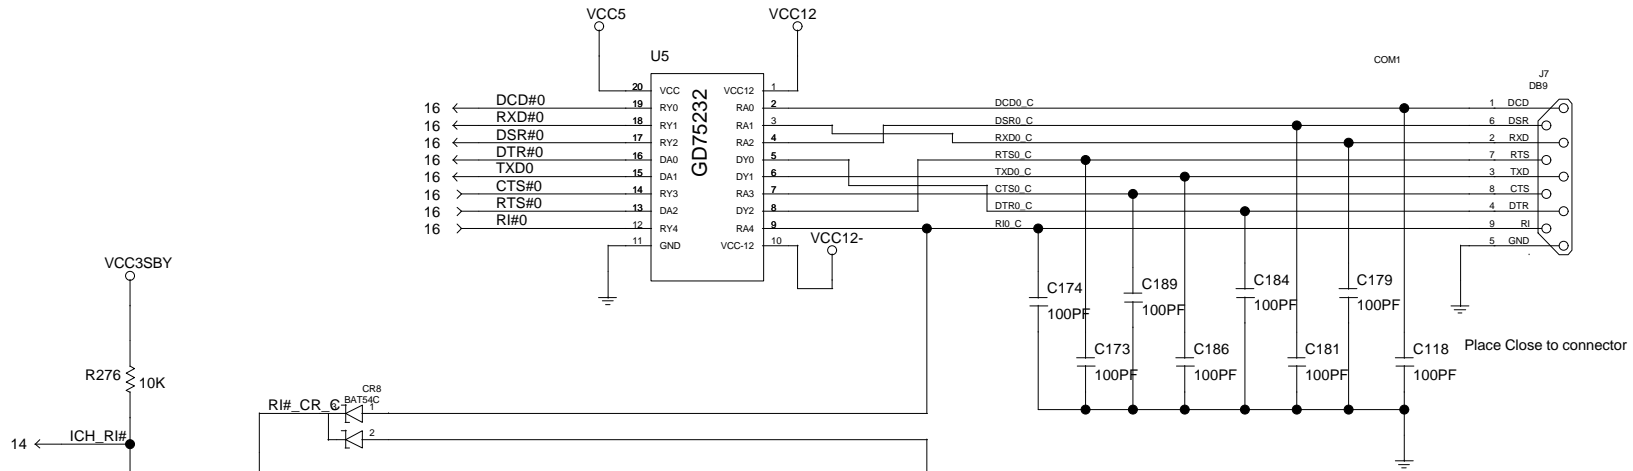 VCC5
VCC12
U5
COM1
J7
DB9
GD75232
20 VCC VCC12 1
16 DCD#0 19 RY0 RA0 2 DCD0_C 1 DCD
16 RXD#0 18 RY1 RA1 3 DSR0_C 6 DSR
16 DSR#0 17 RY2 RA2 4 RXD0_C 2 RXD
16 DTR#0 16 DA0 DY0 5 RTS0_C 7 RTS
16 TXD0 15 DA1 DY1 6 TXD0_C 3 TXD
16 CTS#0 14 RY3 RA3 7 CTS0_C 8 CTS
16 RTS#0 13 DA2 DY2 8 DTR0_C 4 DTR
16 RI#0 12 RY4 RA4 9 RI0_C 9 RI
11 GND VCC-12 10 VCC12- 5 GND
VCC3SBY
C174
100PF
C189
100PF
C184
100PF
C179
100PF
C173
100PF
C186
100PF
C181
100PF
C118
100PF
Place Close to connector
R276
10K
CR8
BAT54C
RI#_CR_C 3 1
14 ICH_RI#
2